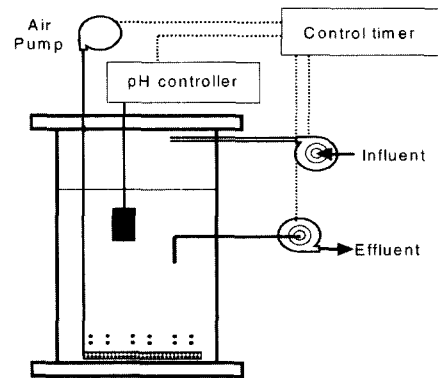 Air
Pump
Control timer
pH controller
Influent
Effluent